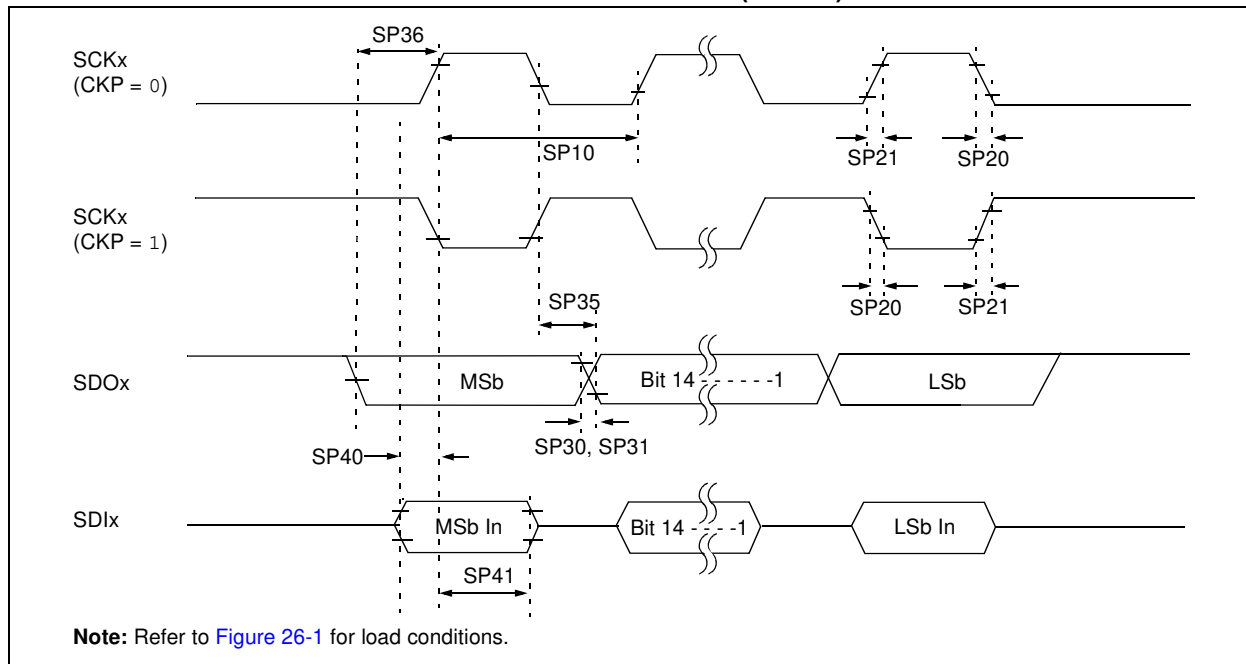 SP36
SCKx
(CKP = 0)
SP10
SP21
SP20
SCKx
(CKP = 1)
SP35
SP20
SP21
SDOx
MSb
Bit 14 - - - - - -1
LSb
SP30, SP31
SP40
SDIx
MSb In
Bit 14 - - - -1
LSb In
SP41
Note: Refer to Figure 26-1 for load conditions.